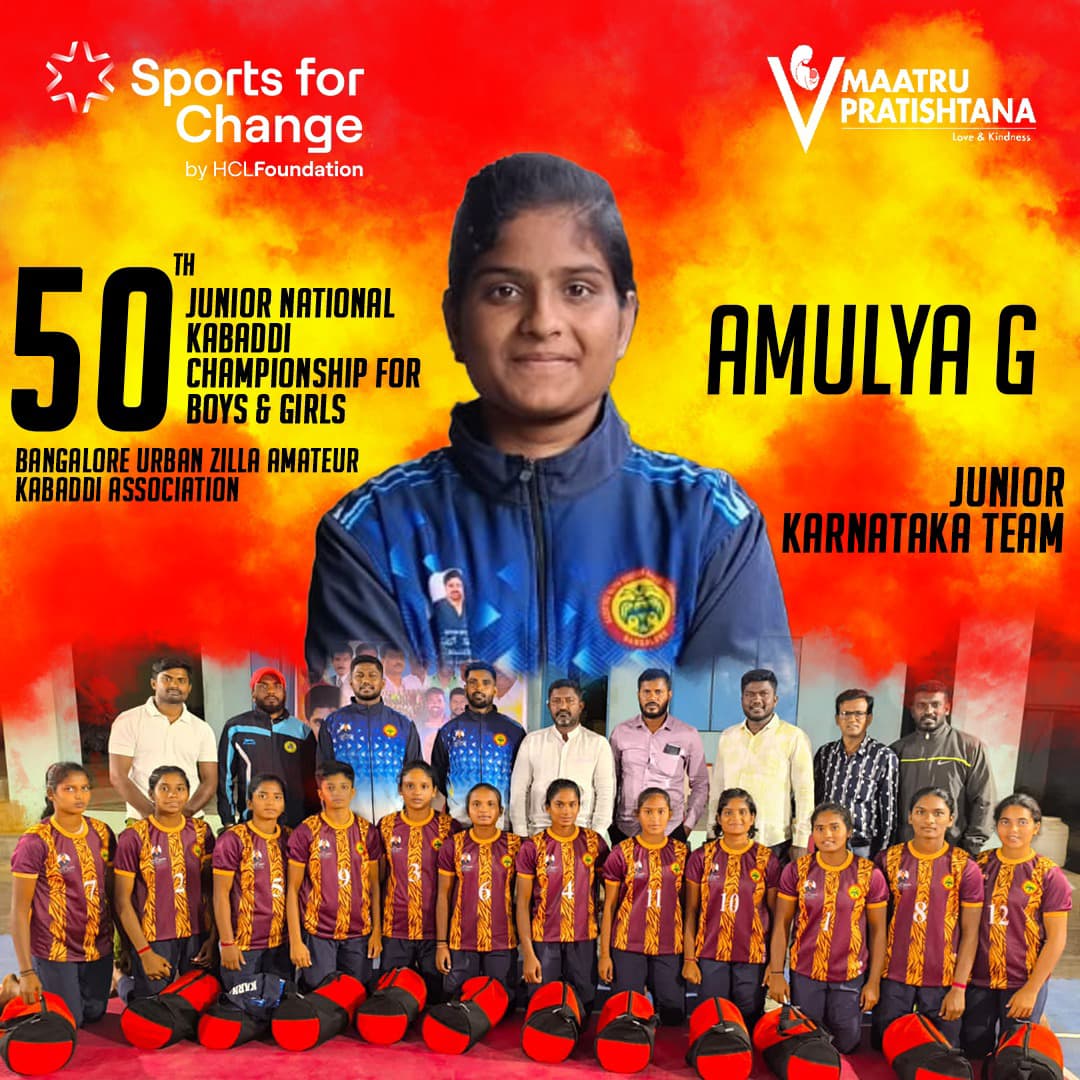 Sports for
Change
by HCLFoundation
MAATRU
PRATISHTANA
Love & Kindness
50TH
JUNIOR NATIONAL
KABADDI
CHAMPIONSHIP FOR
BOYS & GIRLS
BANGALORE URBAN ZILLA AMATEUR
KABADDI ASSOCIATION
AMULYA G
JUNIOR
KARNATAKA TEAM
BANGALORE
7
2
5
9
3
6
4
11
10
1
8
12